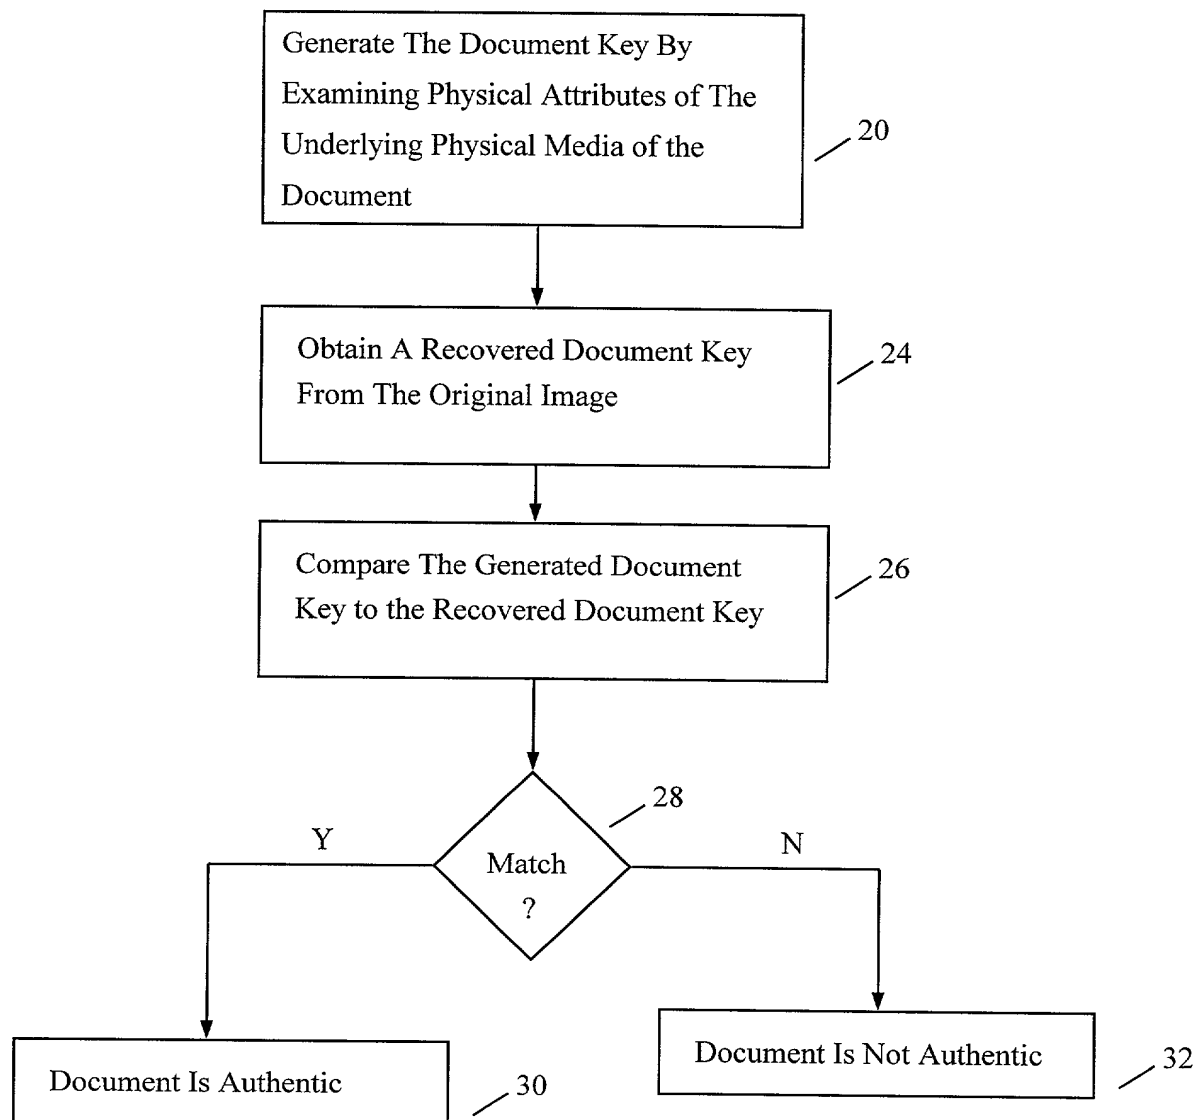 Generate The Document Key By
Examining Physical Attributes of The
Underlying Physical Media of the
Document
20
Obtain A Recovered Document Key
From The Original Image
24
Compare The Generated Document
Key to the Recovered Document Key
26
28
Match
?
Y
N
Document Is Authentic
30
Document Is Not Authentic
32